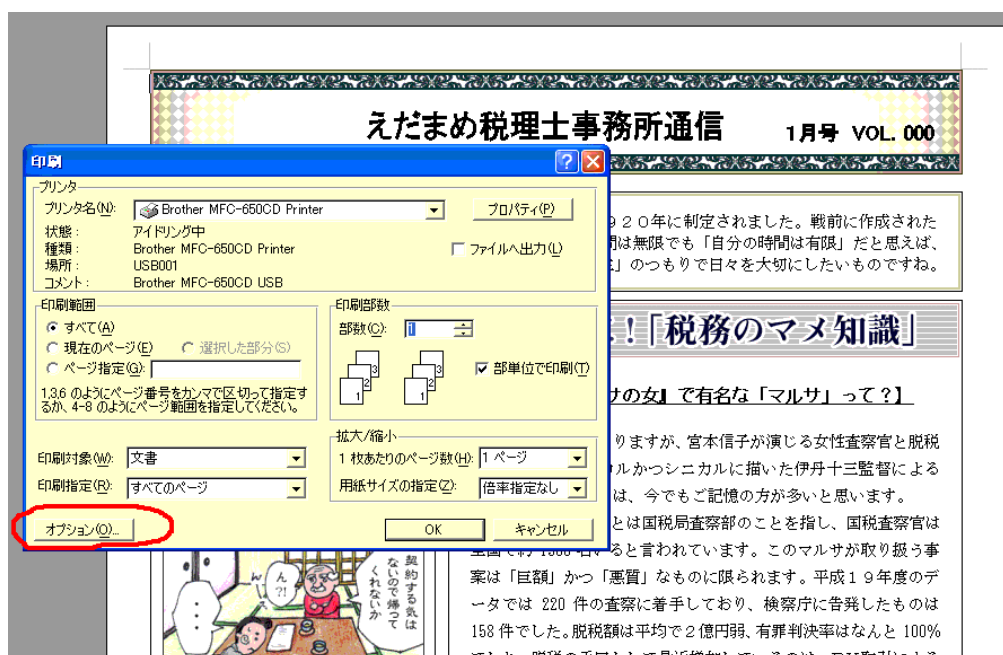 えだまめ税理士事務所通信 1月号 VOL. 000
印刷
プリンタ
プリンタ名(N): Brother MFC-650CD Printer プロパティ(P)
状態: アイドリング中
種類: Brother MFC-650CD Printer ファイルへ出力(L)
場所: USB001
コメント: Brother MFC-650CD USB
印刷範囲
すべて(A)
現在のページ(E) 選択した部分(S)
ページ指定(G):
1,3,6 のようにページ番号をカンマで区切って指定す
るか、4-8 のようにページ範囲を指定してください。
印刷部数
部数(C): 1
1 2 3 1 2 3
部単位で印刷(T)
印刷対象(W): 文書
印刷指定(R): すべてのページ
拡大/縮小
1 枚あたりのページ数(H): 1 ページ
用紙サイズの指定(Z): 倍率指定なし
オプション(O)... OK キャンセル
920年に制定されました。戦前に作成された
は無限でも「自分の時間は有限」だと思えば、
」のつもりで日々を大切にしたいものですね。
!「税務のマメ知識」
サの女』で有名な「マルサ」って?】
りますが、宮本信子が演じる女性査察官と脱税
ルかつシニカルに描いた伊丹十三監督による
は、今でもご記憶の方が多いと思います。
とは国税局査察部のことを指し、国税査察官は
いると言われています。このマルサが取り扱う事
案は「巨額」かつ「悪質」なものに限られます。平成19年度のデ
ータでは 220 件の査察に着手しており、検察庁に告発したものは
158 件でした。脱税額は平均で2億円弱、有罪判決率はなんと 100%
契約する気は
ないので帰って
くれないか
ん?!